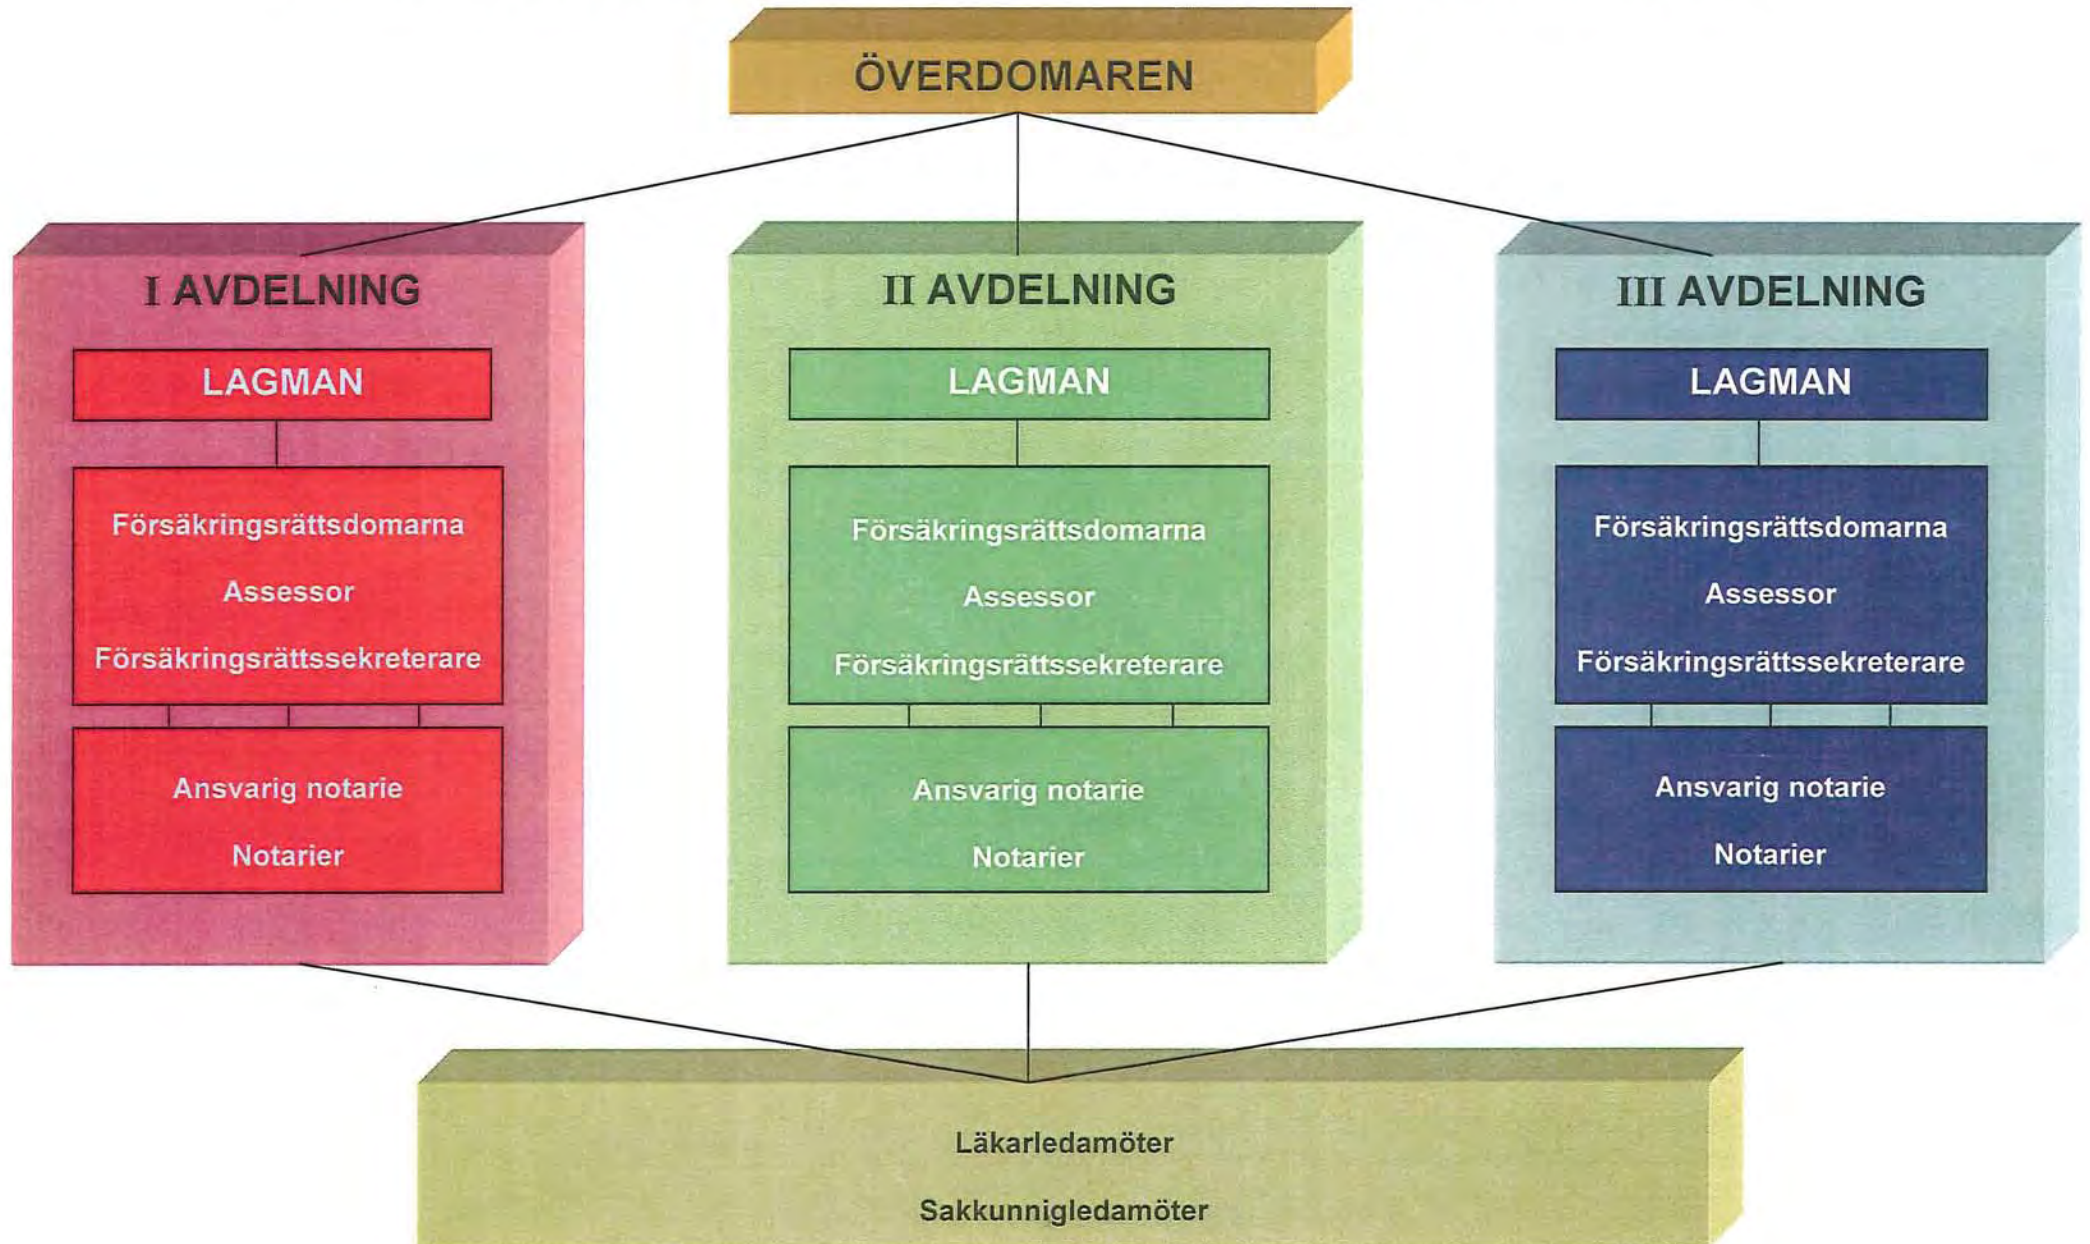 ÖVERDOMAREN
I AVDELNING
LAGMAN
Försäkringsrättsdomarna
Assessor
Försäkringsrättssekreterare
Ansvarig notarie
Notarier
II AVDELNING
LAGMAN
Försäkringsrättsdomarna
Assessor
Försäkringsrättssekreterare
Ansvarig notarie
Notarier
III AVDELNING
LAGMAN
Försäkringsrättsdomarna
Assessor
Försäkringsrättssekreterare
Ansvarig notarie
Notarier
Läkarledamöter
Sakkunnigledamöter